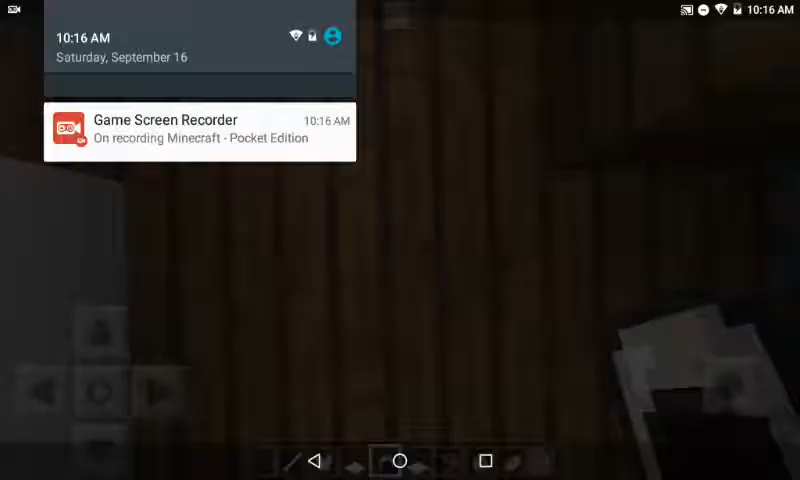 10:16 AM
10:16 AM
Saturday, September 16
Game Screen Recorder
10:16 AM
On recording Minecraft - Pocket Edition